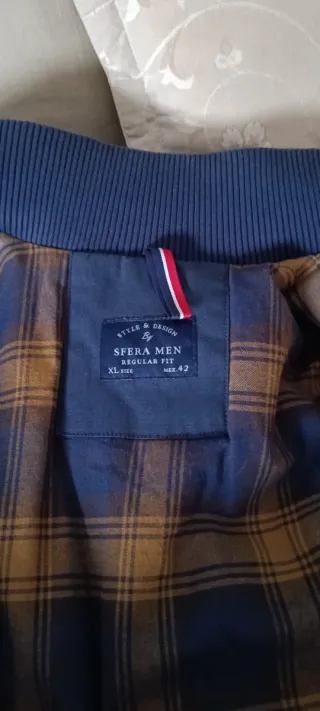 STYLE & DESIGN
By
SFERA MEN
REGULAR FIT
XL SIZE MEX. 42